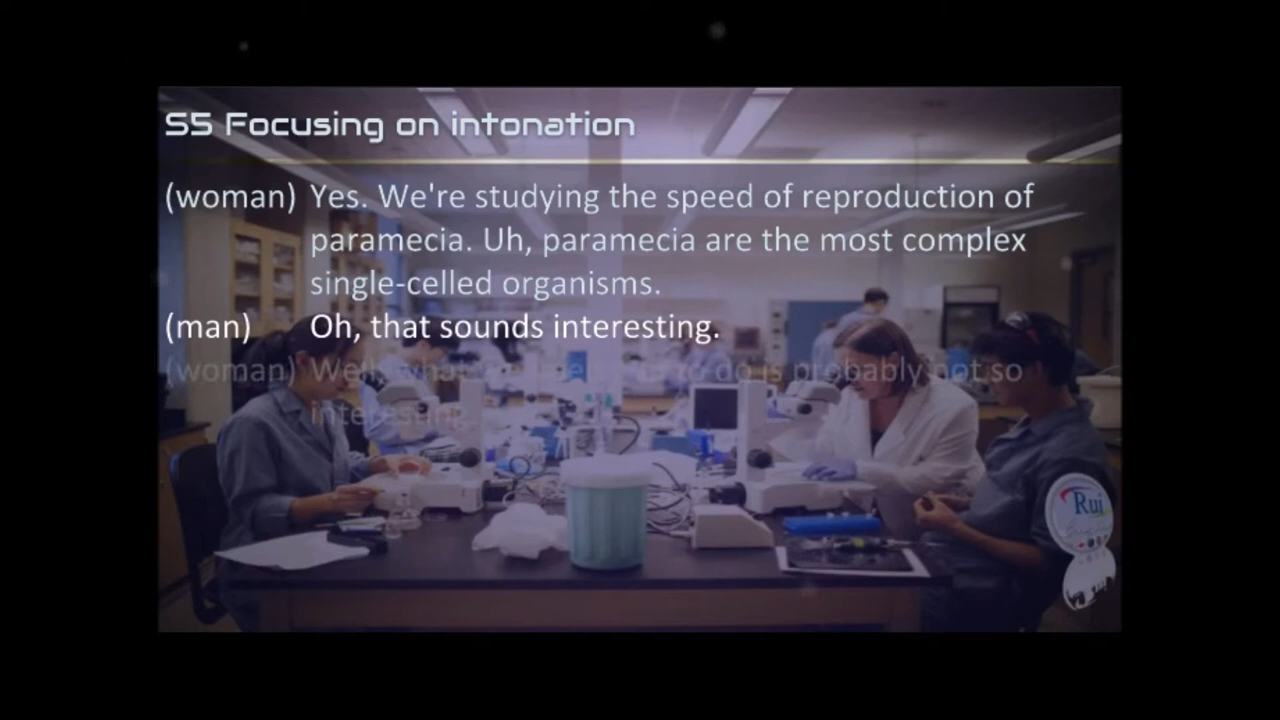 S5 Focusing on intonation
(woman) Yes. We're studying the speed of reproduction of
paramecia. Uh, paramecia are the most complex
single-celled organisms.
(man) Oh, that sounds interesting.
(woman) Well, what to do is probably not so
interesting.
Rui